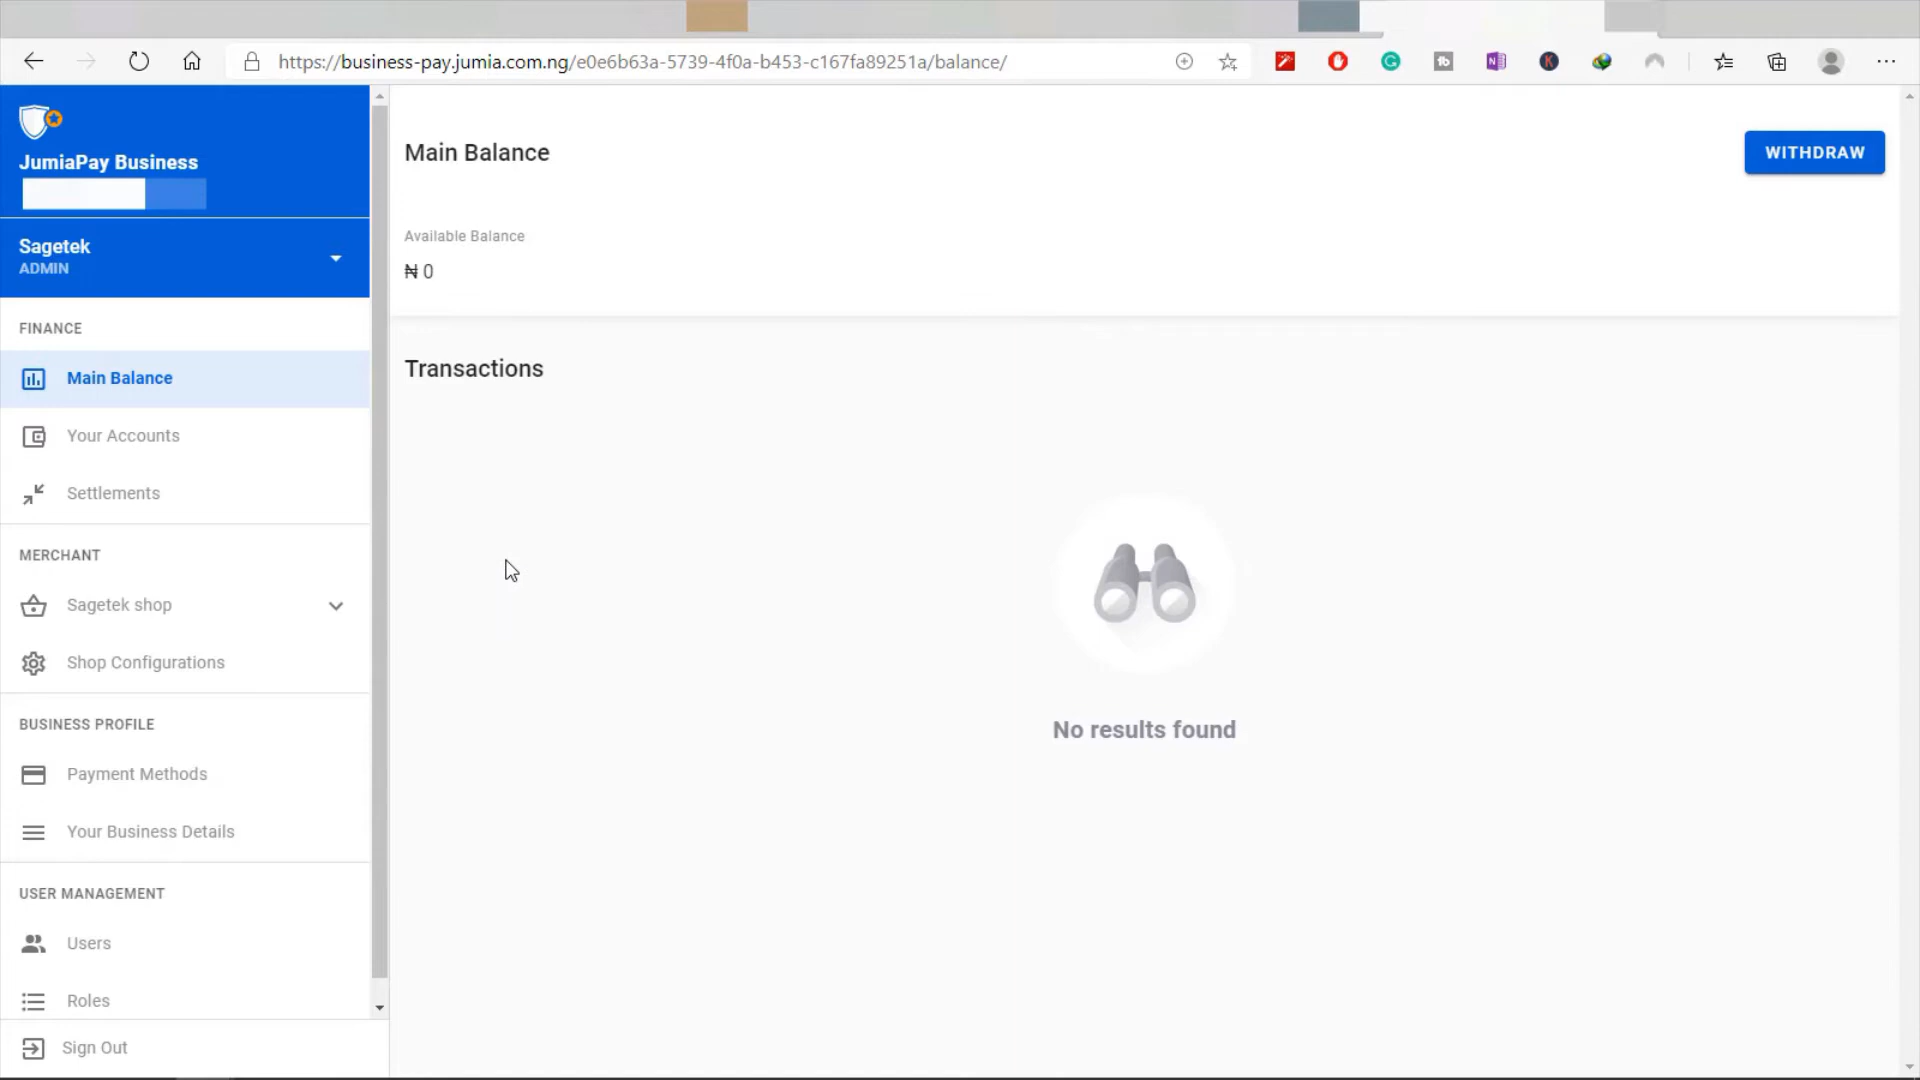 https://business-pay.jumia.com.ng/e0e6b63a-5739-4f0a-b453-c167fa89251a/balance/
JumiaPay Business
Sagetek
ADMIN
FINANCE
Main Balance
Your Accounts
Settlements
MERCHANT
Sagetek shop
Shop Configurations
BUSINESS PROFILE
Payment Methods
Your Business Details
USER MANAGEMENT
Users
Roles
Sign Out
Main Balance
WITHDRAW
Available Balance
₦ 0
Transactions
No results found